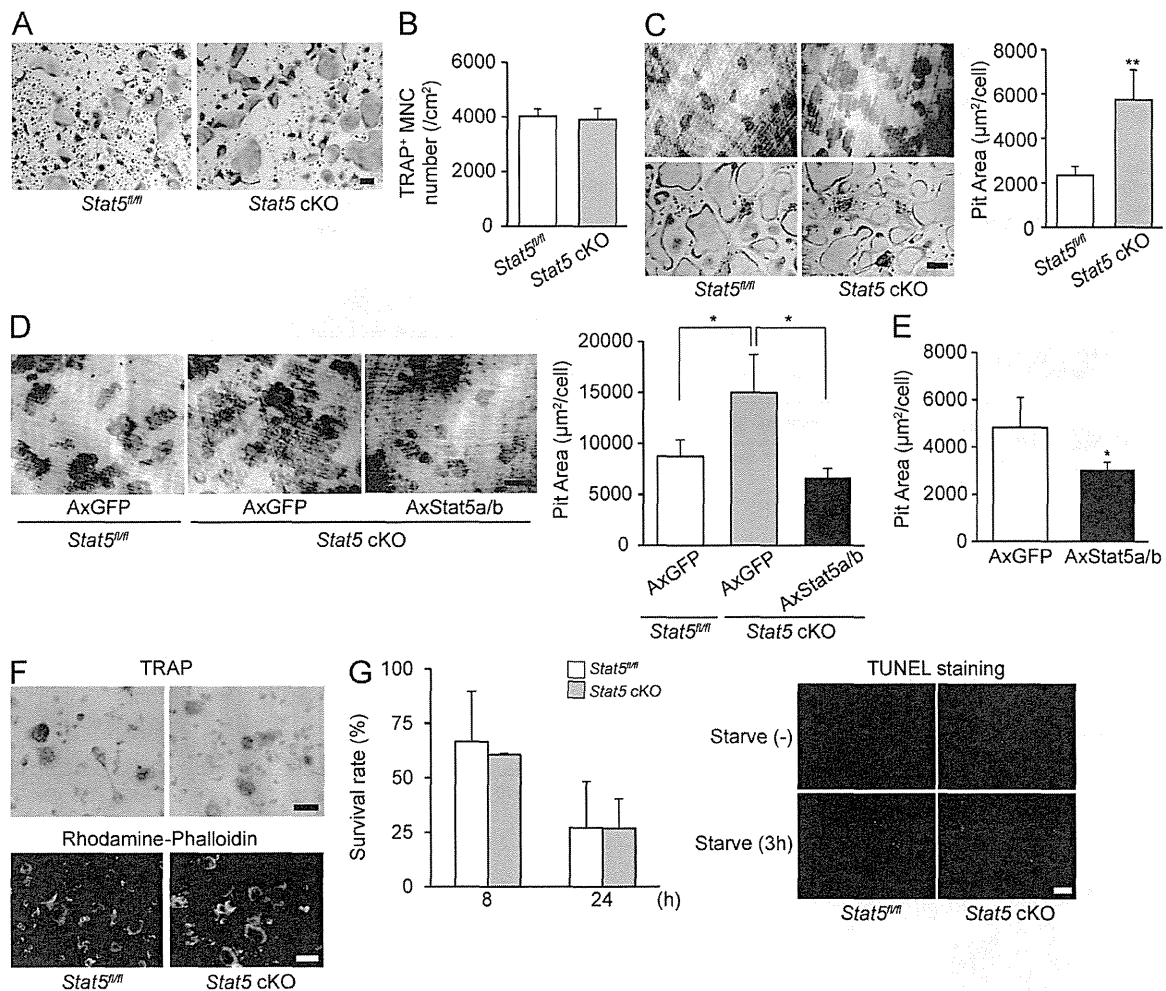 A
Stat5fl/fl
Stat5 cKO
B
TRAP+ MNC
number (/cm2)
6000
4000
2000
0
Stat5fl/fl
Stat5 cKO
C
Stat5fl/fl
Stat5 cKO
Pit Area (µm2/cell)
8000
6000
4000
2000
0
**
Stat5fl/fl
Stat5 cKO
D
AxGFP
AxGFP
AxStat5a/b
Stat5fl/fl
Stat5 cKO
Pit Area (µm2/cell)
20000
15000
10000
5000
0
*
*
AxGFP
AxGFP
AxStat5a/b
Stat5fl/fl
Stat5 cKO
E
Pit Area (µm2/cell)
8000
6000
4000
2000
0
*
AxGFP
AxStat5a/b
F
TRAP
Rhodamine-Phalloidin
Stat5fl/fl
Stat5 cKO
G
Survival rate (%)
100
75
50
25
0
Stat5fl/fl
Stat5 cKO
8
24
(h)
TUNEL staining
Starve (-)
Starve (3h)
Stat5fl/fl
Stat5 cKO